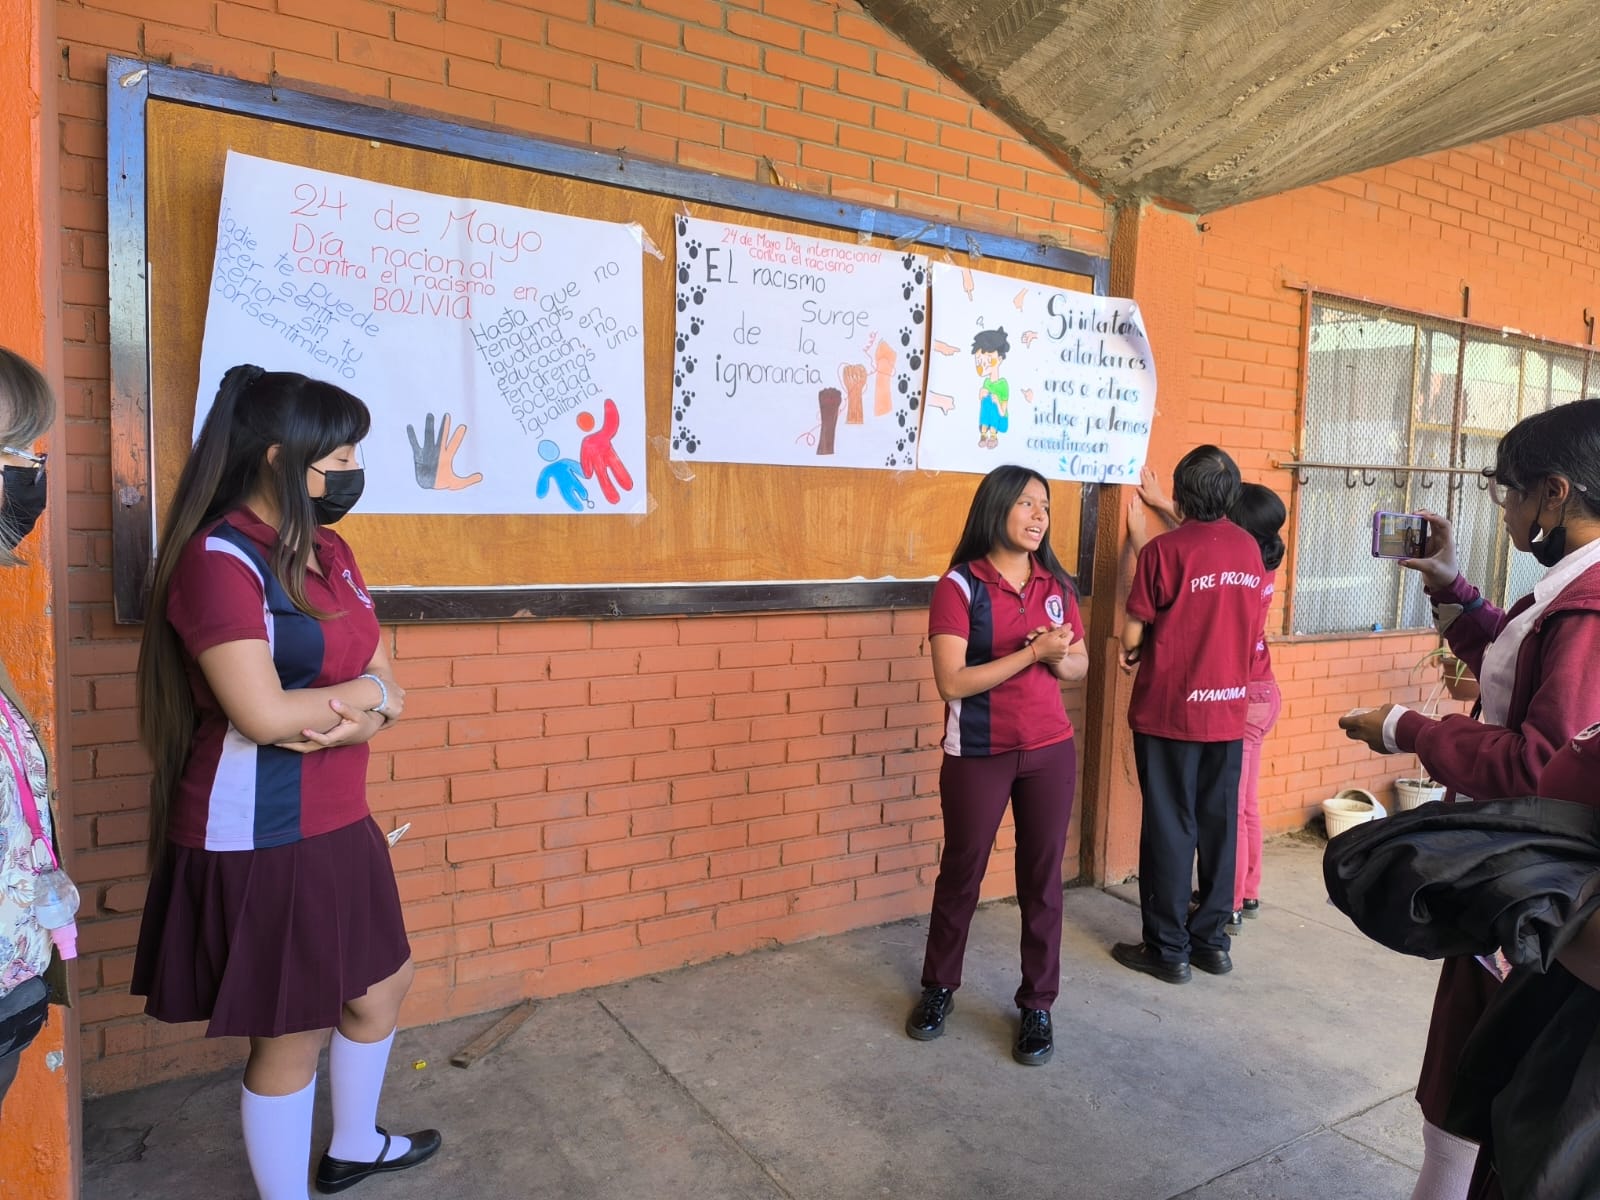 24 de Mayo
Día nacional
contra el racismo en
BOLIVIA
Nadie te puede
hacer sentir
sin tu
consentimiento
Hasta que no
tengamos
igualdad en
educación, no
tendremos una
sociedad
igualitaria.
24 de Mayo Dia internacional
contra el racismo
EL racismo
Surge
de la
ignorancia
Si intentamos
entendernos
unos a otros
incluso podemos
convertirnos en
Amigos
PRE PROMO
AYANOMA